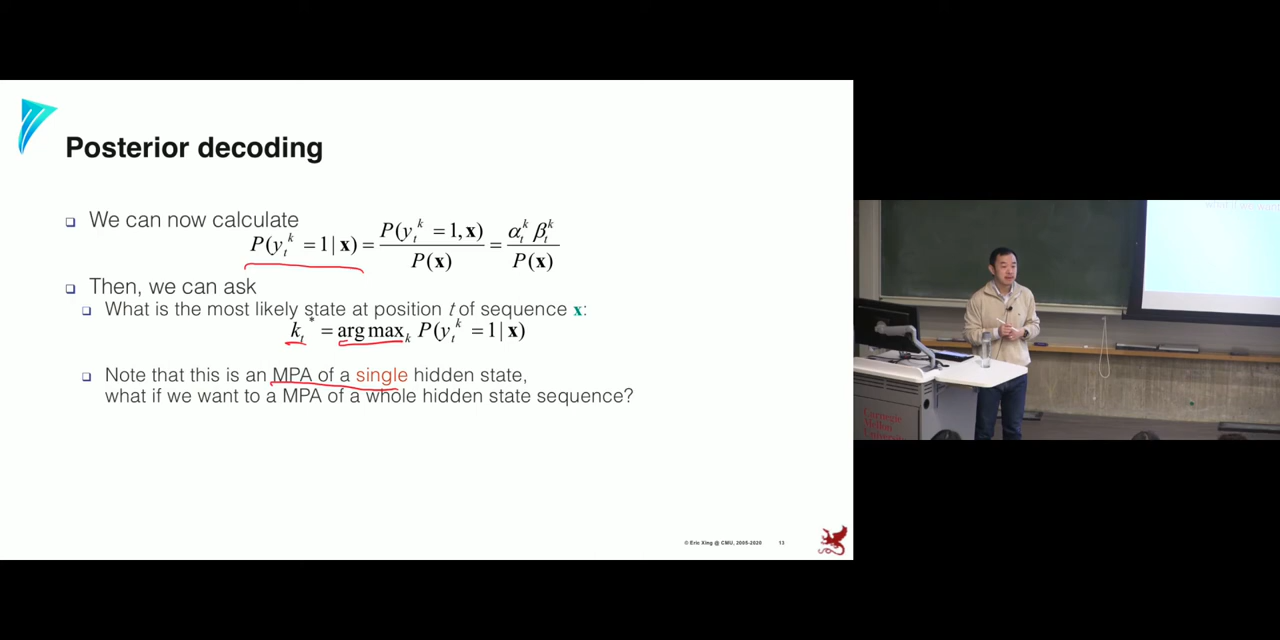 Posterior decoding
❑ We can now calculate
P(y_t^k = 1 | x) = P(y_t^k = 1, x) / P(x) = α_t^k β_t^k / P(x)
❑ Then, we can ask
❑ What is the most likely state at position t of sequence x:
k_t^* = arg max_k P(y_t^k = 1 | x)
❑ Note that this is an MPA of a single hidden state,
what if we want to a MPA of a whole hidden state sequence?
© Eric Xing @ CMU, 2005-2020 13
Carnegie
Mellon
University